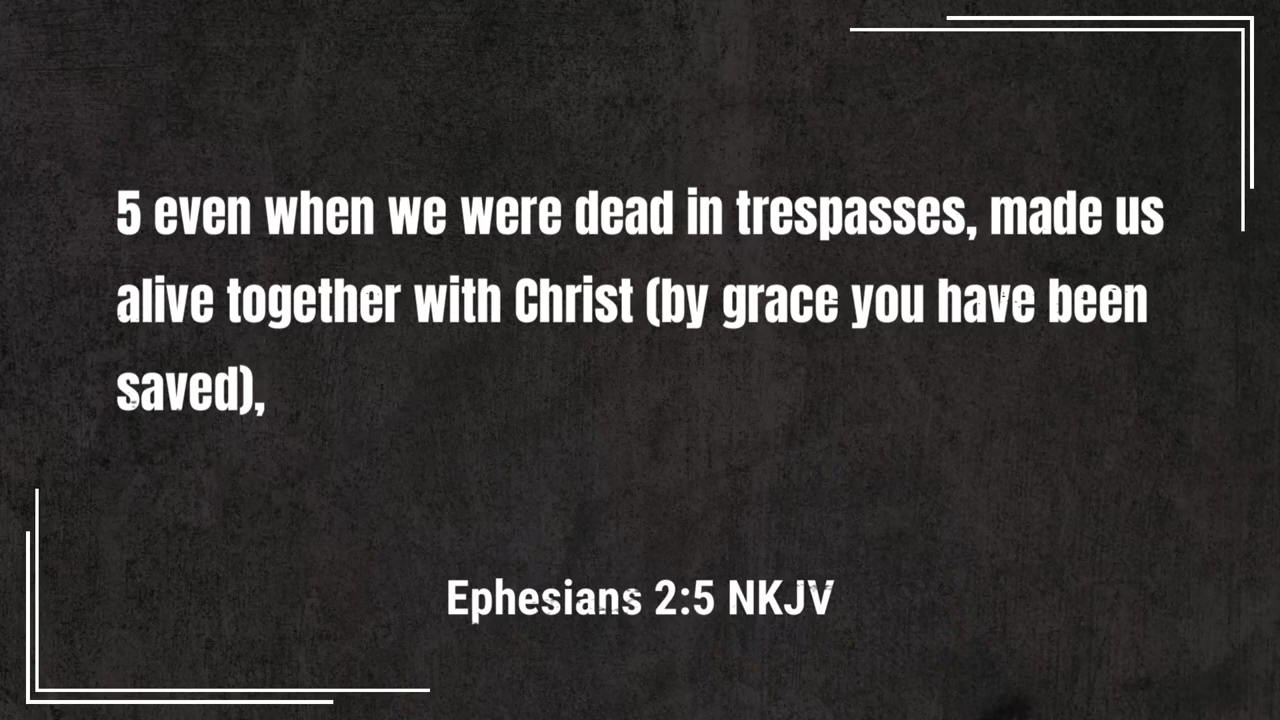 5 even when we were dead in trespasses, made us
alive together with Christ (by grace you have been
saved),
Ephesians 2:5 NKJV